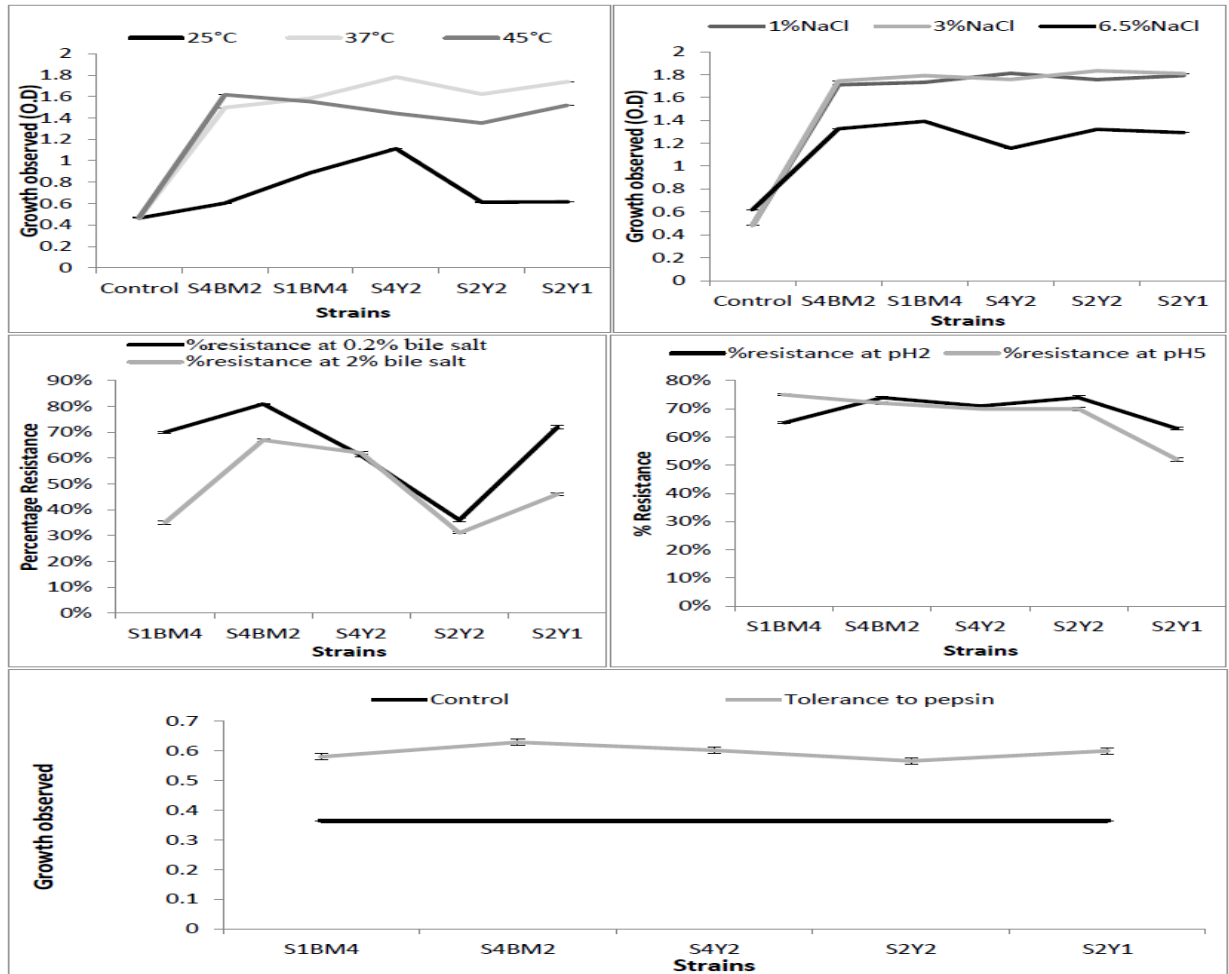 25°C 37°C 45°C
Growth observed (O.D)
2
1.8
1.6
1.4
1.2
1
0.8
0.6
0.4
0.2
0
Control S4BM2 S1BM4 S4Y2 S2Y2 S2Y1
Strains
1%NaCl 3%NaCl 6.5%NaCl
Growth observed (O.D)
2
1.8
1.6
1.4
1.2
1
0.8
0.6
0.4
0.2
0
Control S4BM2 S1BM4 S4Y2 S2Y2 S2Y1
Strains
%resistance at 0.2% bile salt
%resistance at 2% bile salt
Percentage Resistance
90%
80%
70%
60%
50%
40%
30%
20%
10%
0%
S1BM4 S4BM2 S4Y2 S2Y2 S2Y1
Strains
%resistance at pH2 %resistance at pH5
% Resistance
80%
70%
60%
50%
40%
30%
20%
10%
0%
S1BM4 S4BM2 S4Y2 S2Y2 S2Y1
Strains
Control Tolerance to pepsin
Growth observed
0.7
0.6
0.5
0.4
0.3
0.2
0.1
0
S1BM4 S4BM2 S4Y2 S2Y2 S2Y1
Strains